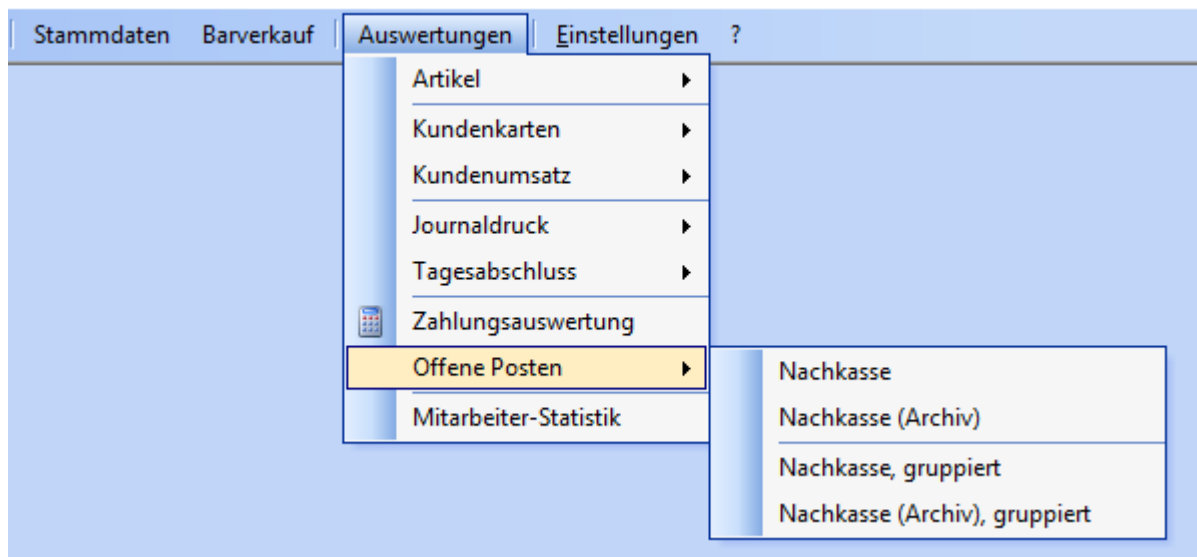 Stammdaten Barverkauf Auswertungen Einstellungen ?
Artikel
Kundenkarten
Kundenumsatz
Journaldruck
Tagesabschluss
Zahlungsauswertung
Offene Posten
Mitarbeiter-Statistik
Nachkasse
Nachkasse (Archiv)
Nachkasse, gruppiert
Nachkasse (Archiv), gruppiert